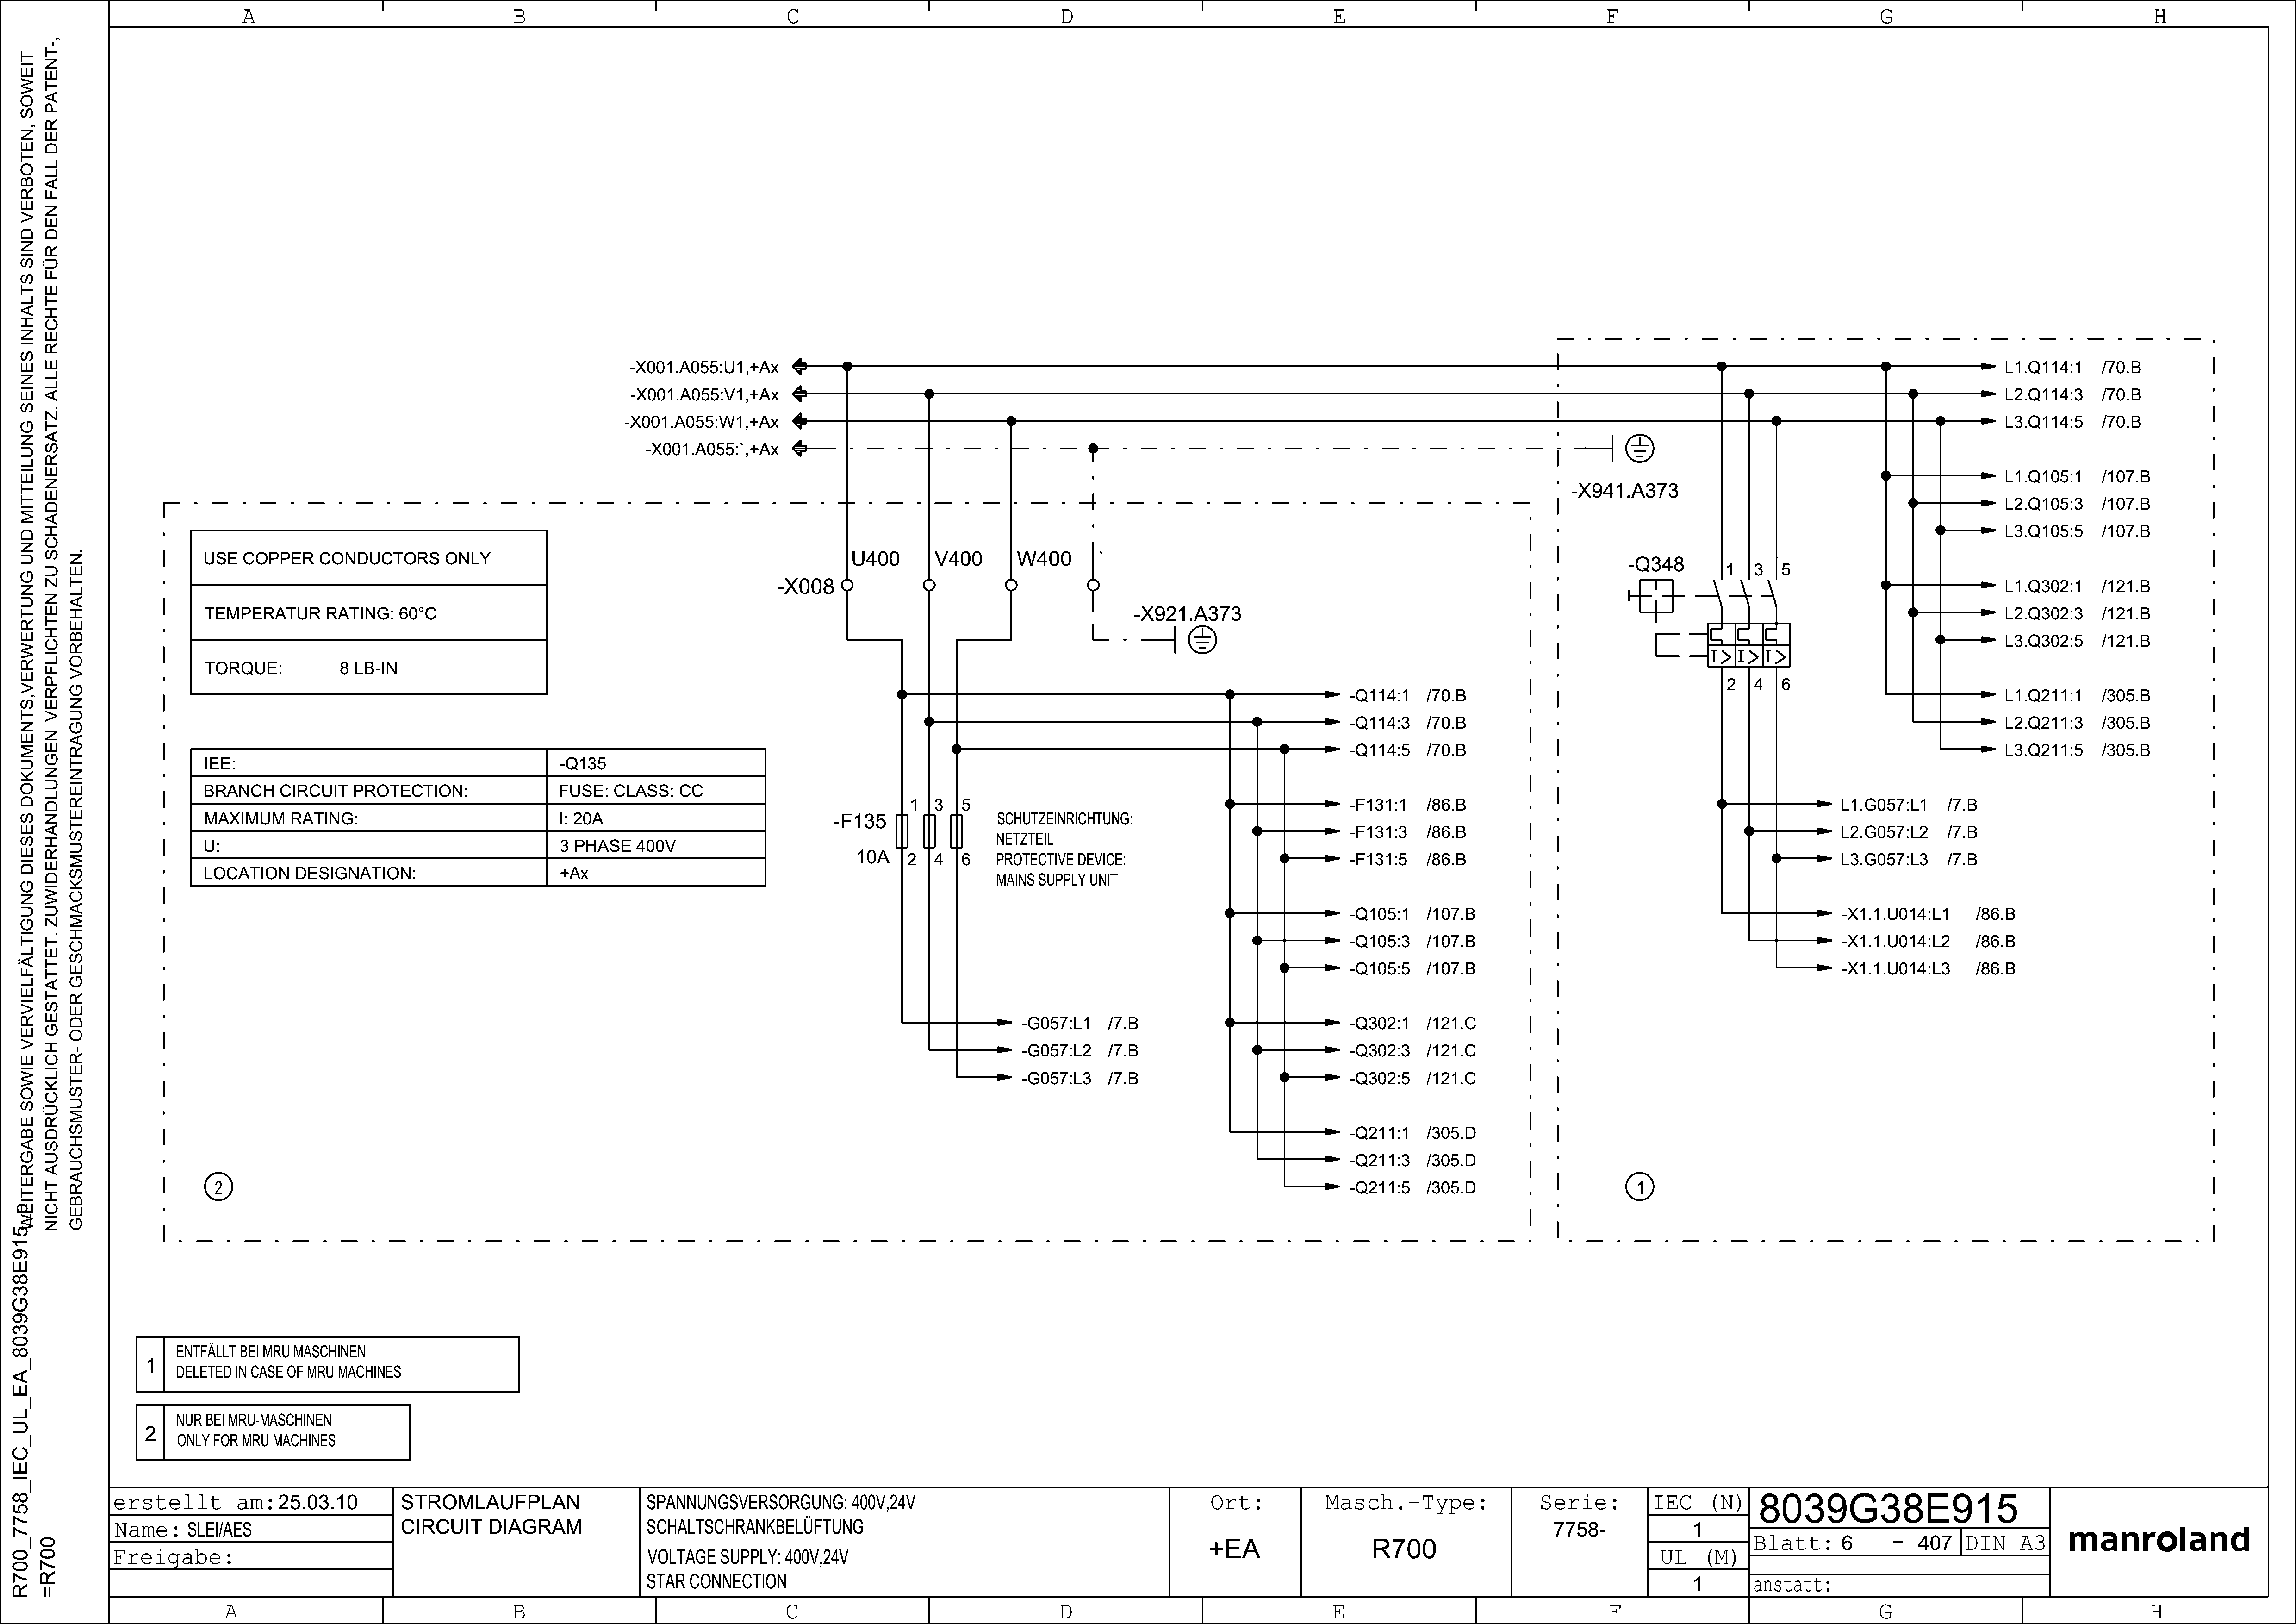 A B C D E F G H
WEITERGABE SOWIE VERVIELFÄLTIGUNG DIESES DOKUMENTS,VERWERTUNG UND MITTEILUNG SEINES INHALTS SIND VERBOTEN, SOWEIT
NICHT AUSDRÜCKLICH GESTATTET. ZUWIDERHANDLUNGEN VERPFLICHTEN ZU SCHADENERSATZ. ALLE RECHTE FÜR DEN FALL DER PATENT-,
GEBRAUCHSMUSTER- ODER GESCHMACKSMUSTEREINTRAGUNG VORBEHALTEN.
R700_7758_IEC_UL_EA_8039G38E915_0
=R700
-X001.A055:U1,+Ax
-X001.A055:V1,+Ax
-X001.A055:W1,+Ax
-X001.A055:`,+Ax
L1.Q114:1 /70.B
L2.Q114:3 /70.B
L3.Q114:5 /70.B
-X941.A373
L1.Q105:1 /107.B
L2.Q105:3 /107.B
L3.Q105:5 /107.B
USE COPPER CONDUCTORS ONLY
TEMPERATUR RATING: 60°C
TORQUE: 8 LB-IN
U400 V400 W400 `
-X008
-X921.A373
-Q348
1 3 5
I> I> I>
2 4 6
L1.Q302:1 /121.B
L2.Q302:3 /121.B
L3.Q302:5 /121.B
L1.Q211:1 /305.B
L2.Q211:3 /305.B
L3.Q211:5 /305.B
IEE: -Q135
BRANCH CIRCUIT PROTECTION: FUSE: CLASS: CC
MAXIMUM RATING: I: 20A
U: 3 PHASE 400V
LOCATION DESIGNATION: +Ax
-F135
10A
1 3 5
2 4 6
SCHUTZEINRICHTUNG:
NETZTEIL
PROTECTIVE DEVICE:
MAINS SUPPLY UNIT
-Q114:1 /70.B
-Q114:3 /70.B
-Q114:5 /70.B
-F131:1 /86.B
-F131:3 /86.B
-F131:5 /86.B
-Q105:1 /107.B
-Q105:3 /107.B
-Q105:5 /107.B
-Q302:1 /121.C
-Q302:3 /121.C
-Q302:5 /121.C
-Q211:1 /305.D
-Q211:3 /305.D
-Q211:5 /305.D
-G057:L1 /7.B
-G057:L2 /7.B
-G057:L3 /7.B
L1.G057:L1 /7.B
L2.G057:L2 /7.B
L3.G057:L3 /7.B
-X1.1.U014:L1 /86.B
-X1.1.U014:L2 /86.B
-X1.1.U014:L3 /86.B
2
1
1 ENTFÄLLT BEI MRU MASCHINEN
DELETED IN CASE OF MRU MACHINES
2 NUR BEI MRU-MASCHINEN
ONLY FOR MRU MACHINES
erstellt am: 25.03.10
Name: SLEI/AES
Freigabe:
STROMLAUFPLAN
CIRCUIT DIAGRAM
SPANNUNGSVERSORGUNG: 400V,24V
SCHALTSCHRANKBELÜFTUNG
VOLTAGE SUPPLY: 400V,24V
STAR CONNECTION
Ort:
+EA
Masch.-Type:
R700
Serie:
7758-
IEC (N)
1
UL (M)
1
8039G38E915
Blatt: 6 - 407 DIN A3
anstatt:
manroland
A B C D E F G H